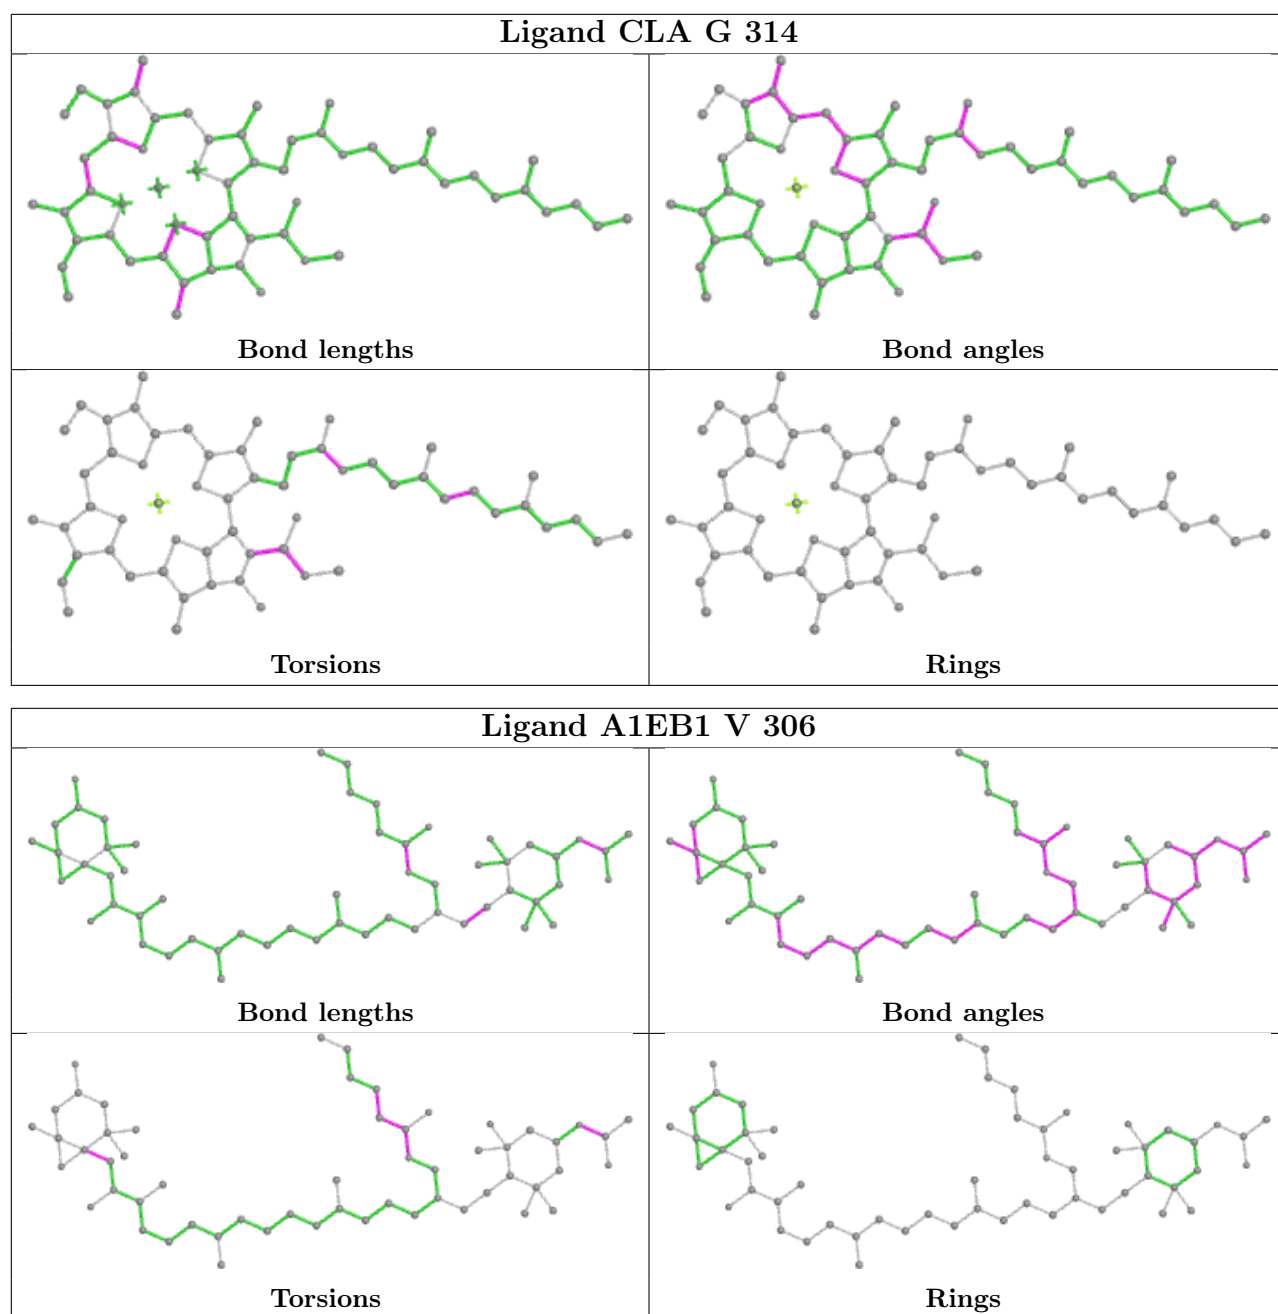 Ligand CLA G 314
Bond lengths
Bond angles
Torsions
Rings
Ligand A1EB1 V 306
Bond lengths
Bond angles
Torsions
Rings